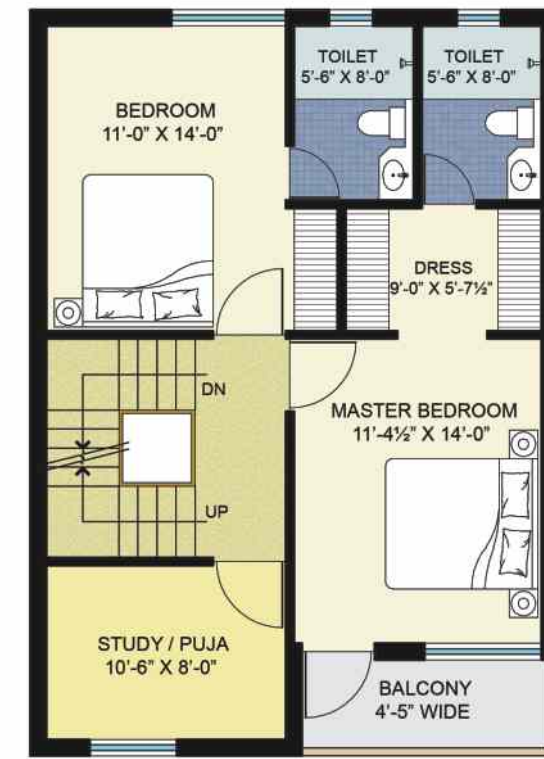 TOILET
5'-6" X 8'-0"
TOILET
5'-6" X 8'-0"
BEDROOM
11'-0" X 14'-0"
DRESS
9'-0" X 5'-7½"
DN
MASTER BEDROOM
11'-4½" X 14'-0"
UP
STUDY / PUJA
10'-6" X 8'-0"
BALCONY
4'-5" WIDE